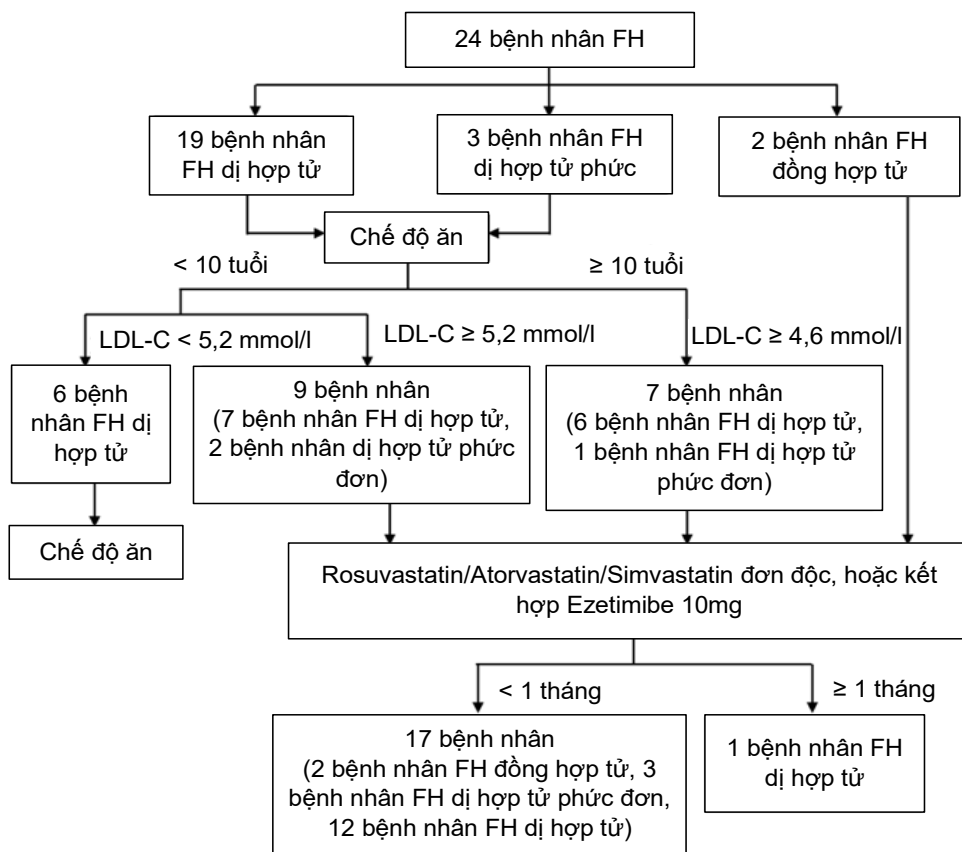 24 bệnh nhân FH
19 bệnh nhân
FH dị hợp tử
3 bệnh nhân FH
dị hợp tử phức
2 bệnh nhân FH
đồng hợp tử
Chế độ ăn
< 10 tuổi
≥ 10 tuổi
LDL-C < 5,2 mmol/l
LDL-C ≥ 5,2 mmol/l
LDL-C ≥ 4,6 mmol/l
6 bệnh
nhân FH dị
hợp tử
9 bệnh nhân
(7 bệnh nhân FH dị hợp tử,
2 bệnh nhân dị hợp tử phức
đơn)
7 bệnh nhân
(6 bệnh nhân FH dị hợp tử,
1 bệnh nhân FH dị hợp tử
phức đơn)
Chế độ ăn
Rosuvastatin/Atorvastatin/Simvastatin đơn độc, hoặc kết
hợp Ezetimibe 10mg
< 1 tháng
≥ 1 tháng
17 bệnh nhân
(2 bệnh nhân FH đồng hợp tử, 3
bệnh nhân FH dị hợp tử phức đơn,
12 bệnh nhân FH dị hợp tử)
1 bệnh nhân FH
dị hợp tử